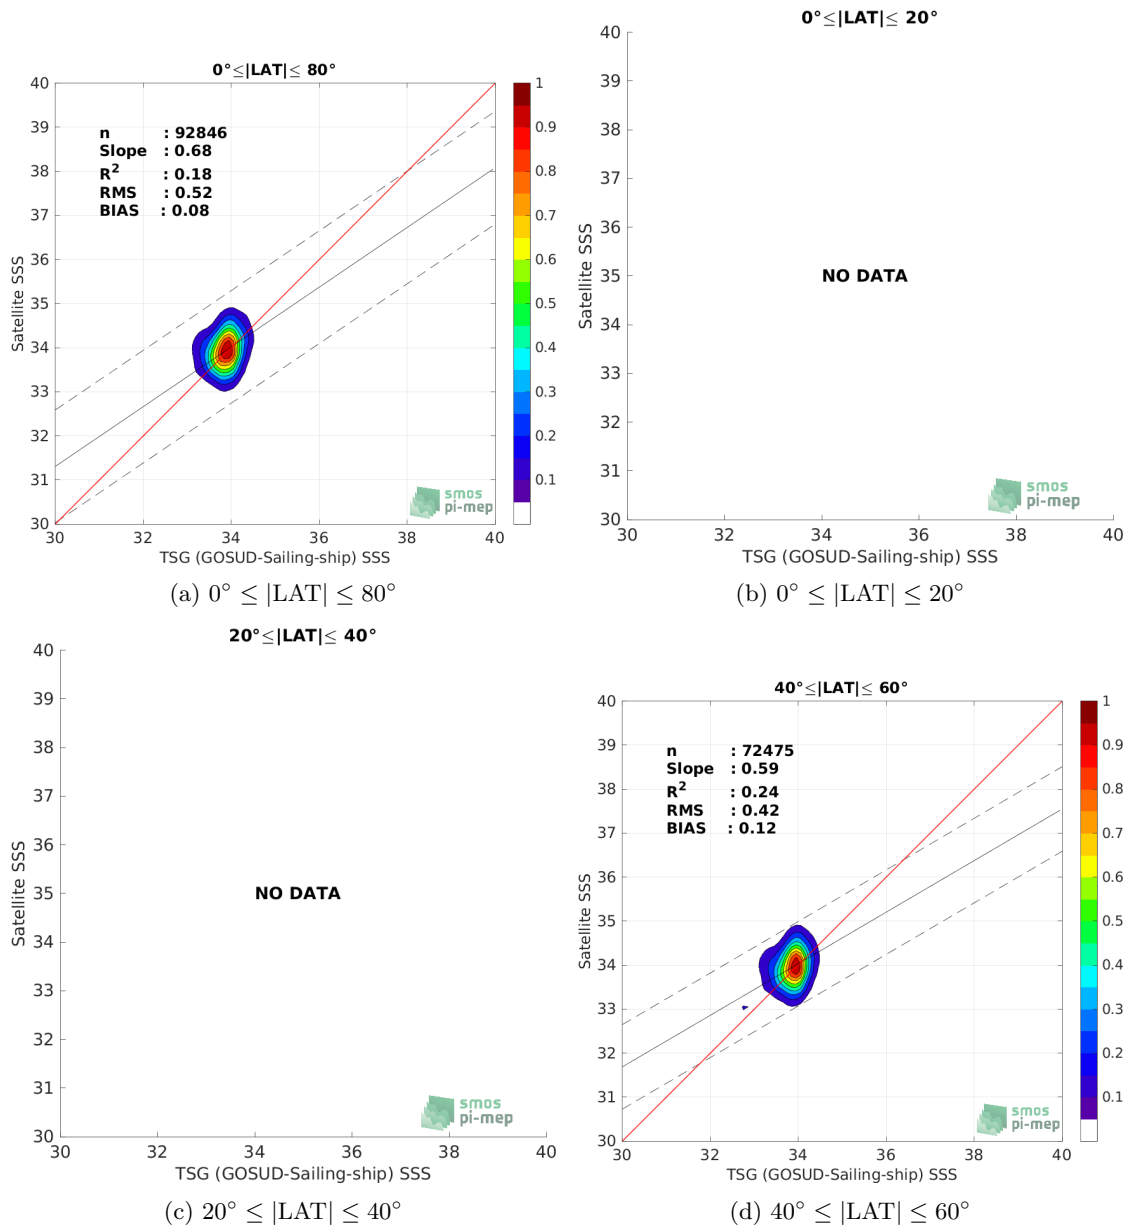 0°≤|LAT|≤ 80°
40
39
38
37
36
35
34
33
32
31
30
Satellite SSS
n : 92846
Slope : 0.68
R² : 0.18
RMS : 0.52
BIAS : 0.08
smos
pi-mep
30 32 34 36 38 40
TSG (GOSUD-Sailing-ship) SSS
1
0.9
0.8
0.7
0.6
0.5
0.4
0.3
0.2
0.1
(a) 0° ≤ |LAT| ≤ 80°
0°≤|LAT|≤ 20°
40
39
38
37
36
35
34
33
32
31
30
Satellite SSS
NO DATA
smos
pi-mep
30 32 34 36 38 40
TSG (GOSUD-Sailing-ship) SSS
(b) 0° ≤ |LAT| ≤ 20°
20°≤|LAT|≤ 40°
40
39
38
37
36
35
34
33
32
31
30
Satellite SSS
NO DATA
smos
pi-mep
30 32 34 36 38 40
TSG (GOSUD-Sailing-ship) SSS
(c) 20° ≤ |LAT| ≤ 40°
40°≤|LAT|≤ 60°
40
39
38
37
36
35
34
33
32
31
30
Satellite SSS
n : 72475
Slope : 0.59
R² : 0.24
RMS : 0.42
BIAS : 0.12
smos
pi-mep
30 32 34 36 38 40
TSG (GOSUD-Sailing-ship) SSS
1
0.9
0.8
0.7
0.6
0.5
0.4
0.3
0.2
0.1
(d) 40° ≤ |LAT| ≤ 60°